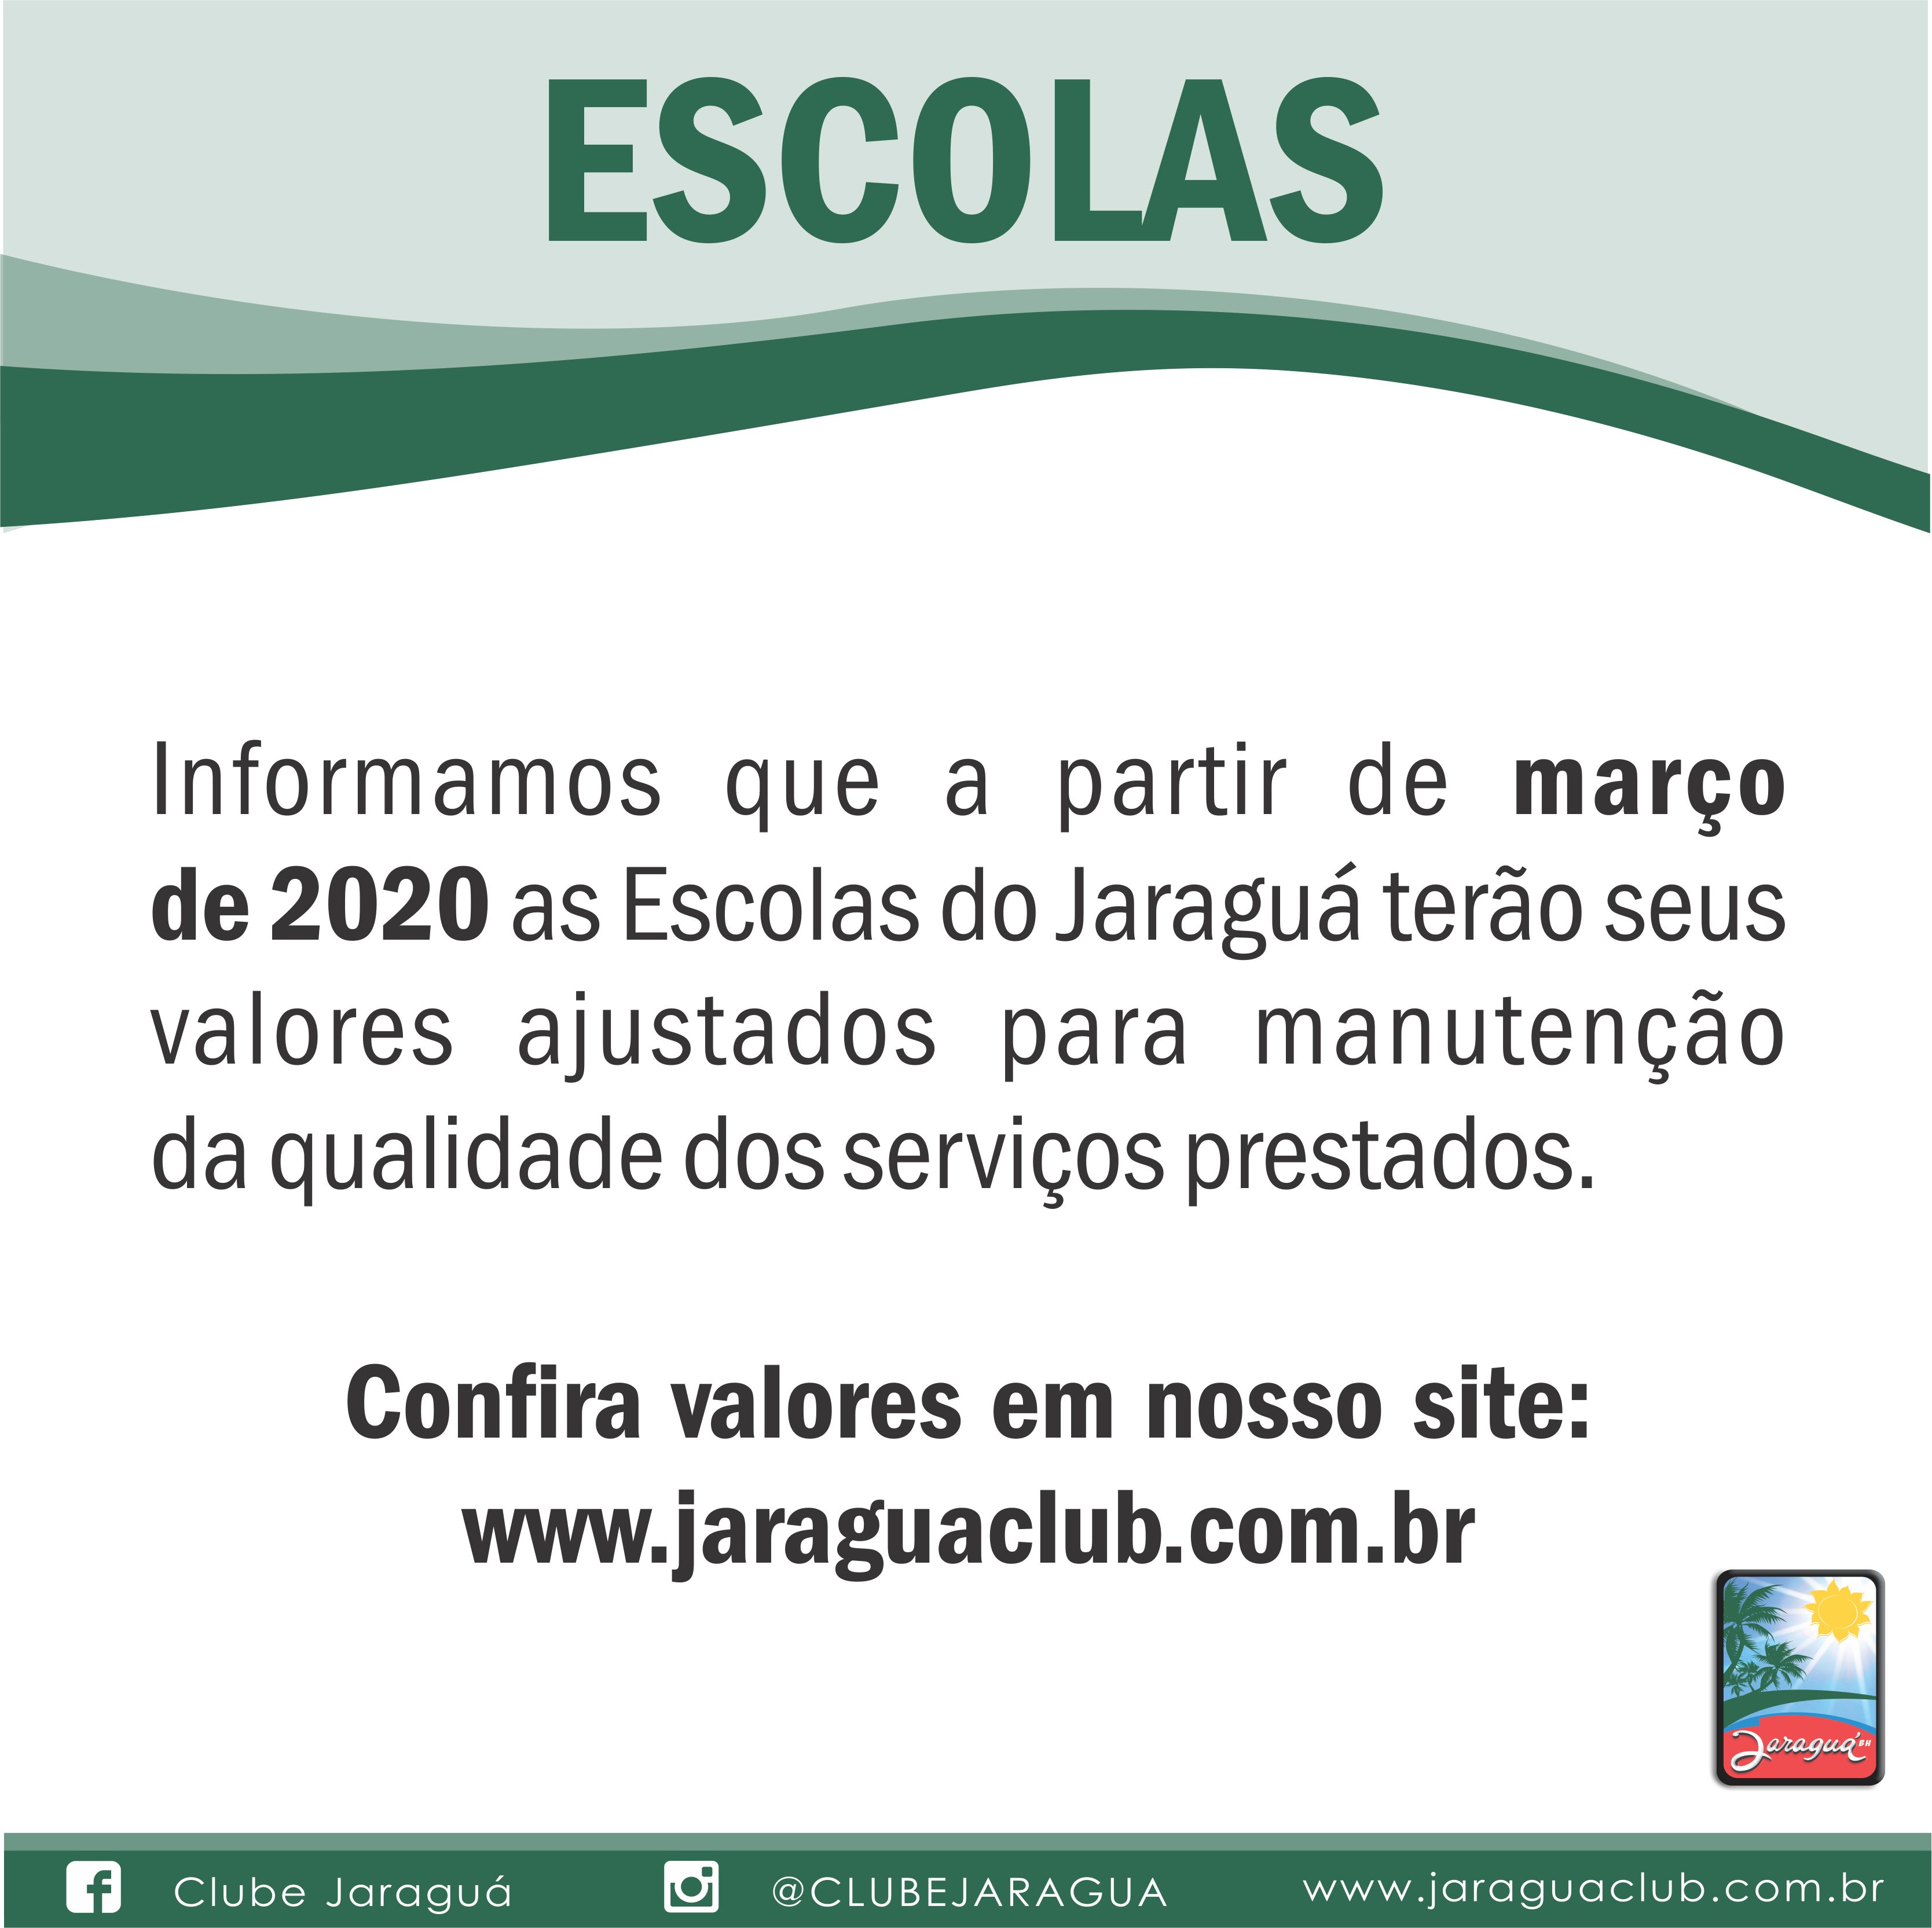 ESCOLAS
Informamos que a partir de março
de 2020 as Escolas do Jaraguá terão seus
valores ajustados para manutenção
da qualidade dos serviços prestados.
Confira valores em nosso site:
www.jaraguaclub.com.br
Jaraguá BH
Clube Jaraguá
@CLUBEJARAGUA
www.jaraguaclub.com.br